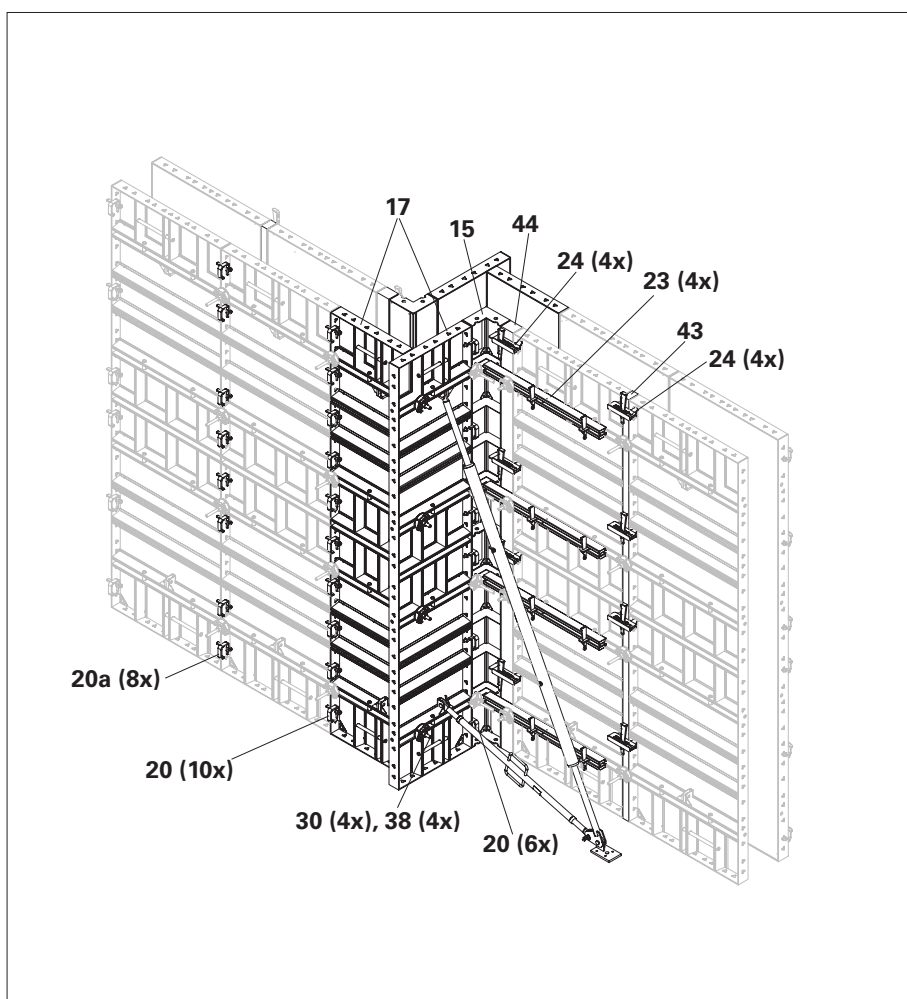 17
15
44
24 (4x)
23 (4x)
43
24 (4x)
20a (8x)
20 (10x)
30 (4x), 38 (4x)
20 (6x)